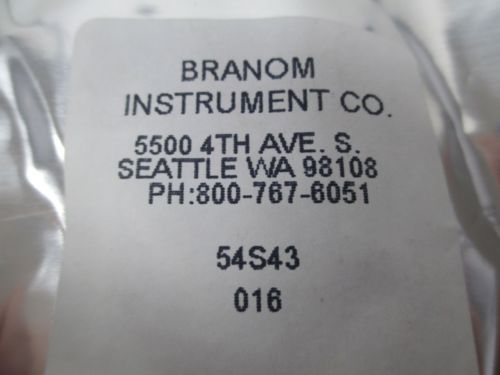 BRANOM
INSTRUMENT CO.
5500 4TH AVE. S.
SEATTLE WA 98108
PH:800-767-6051
54S43
016